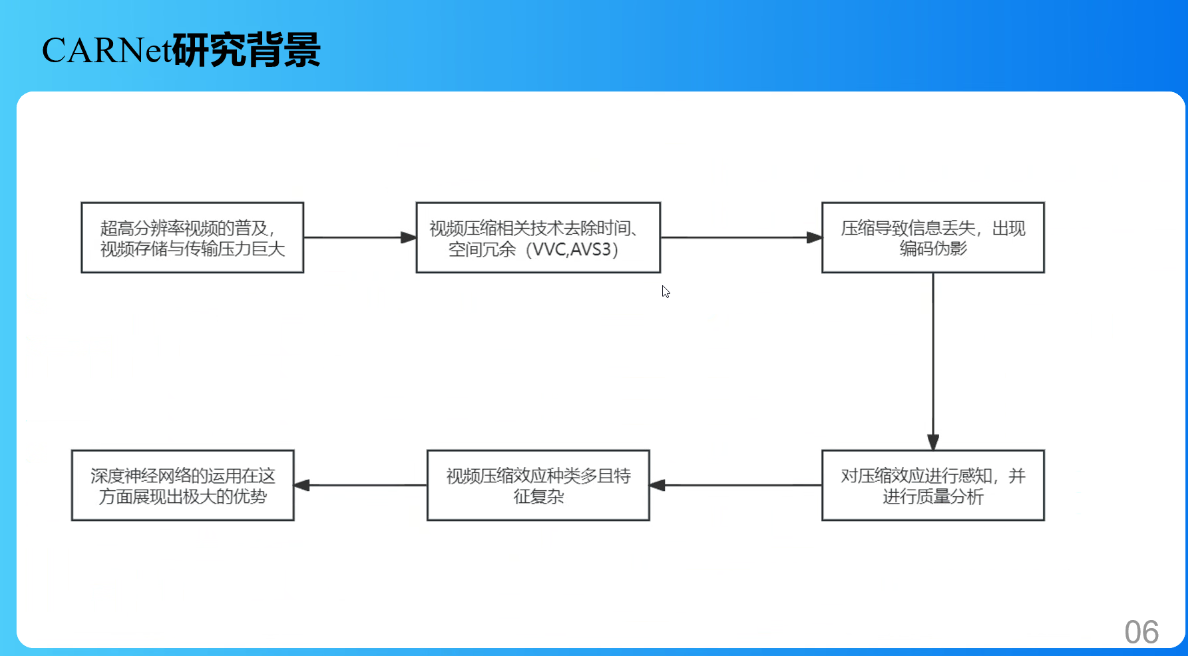 CARNet研究背景
超高分辨率视频的普及，
视频存储与传输压力巨大
视频压缩相关技术去除时间、
空间冗余（VVC,AVS3）
压缩导致信息丢失，出现
编码伪影
对压缩效应进行感知，并
进行质量分析
视频压缩效应种类多且特
征复杂
深度神经网络的运用在这
方面展现出极大的优势
06